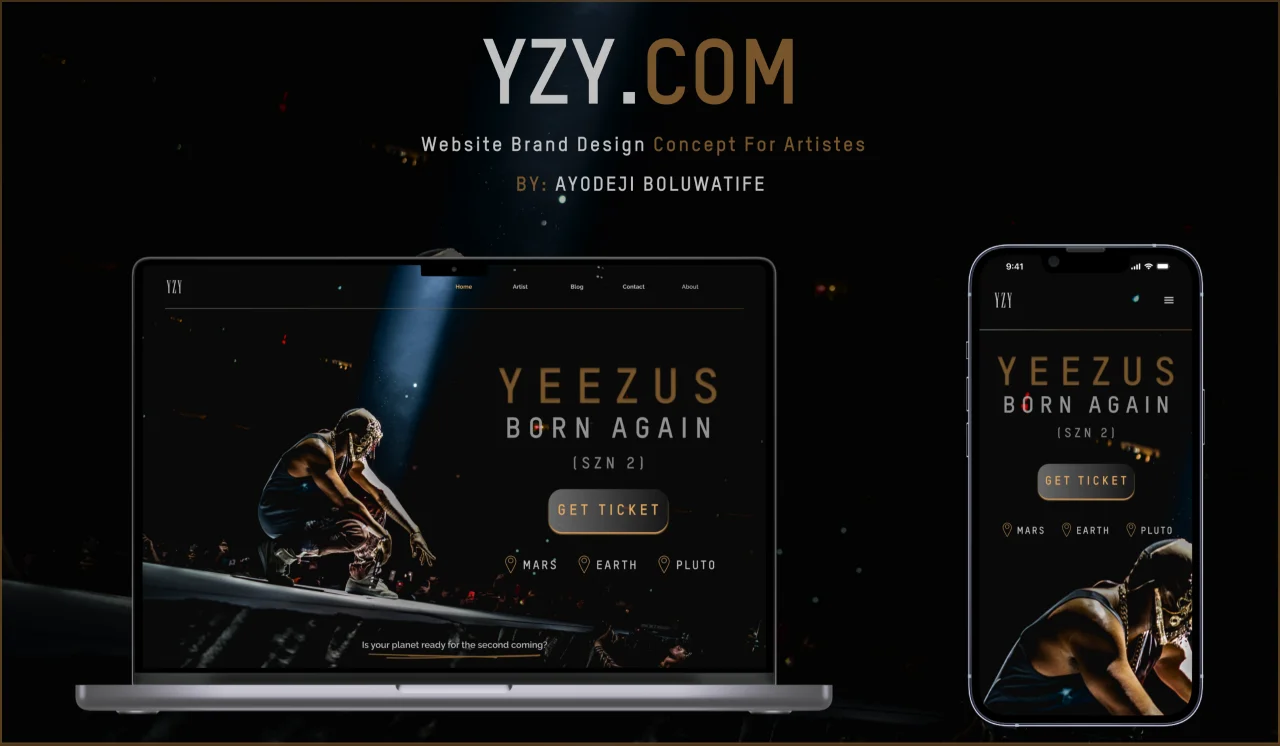 YZY.COM
Website Brand Design Concept For Artistes
BY: AYODEJI BOLUWATIFE
YZY
Home Artist Blog Contact About
YEEZUS
BORN AGAIN
(SZN 2)
GET TICKET
MARS EARTH PLUTO
Is your planet ready for the second coming?
9:41
YZY
YEEZUS
BORN AGAIN
(SZN 2)
GET TICKET
MARS EARTH PLUTO